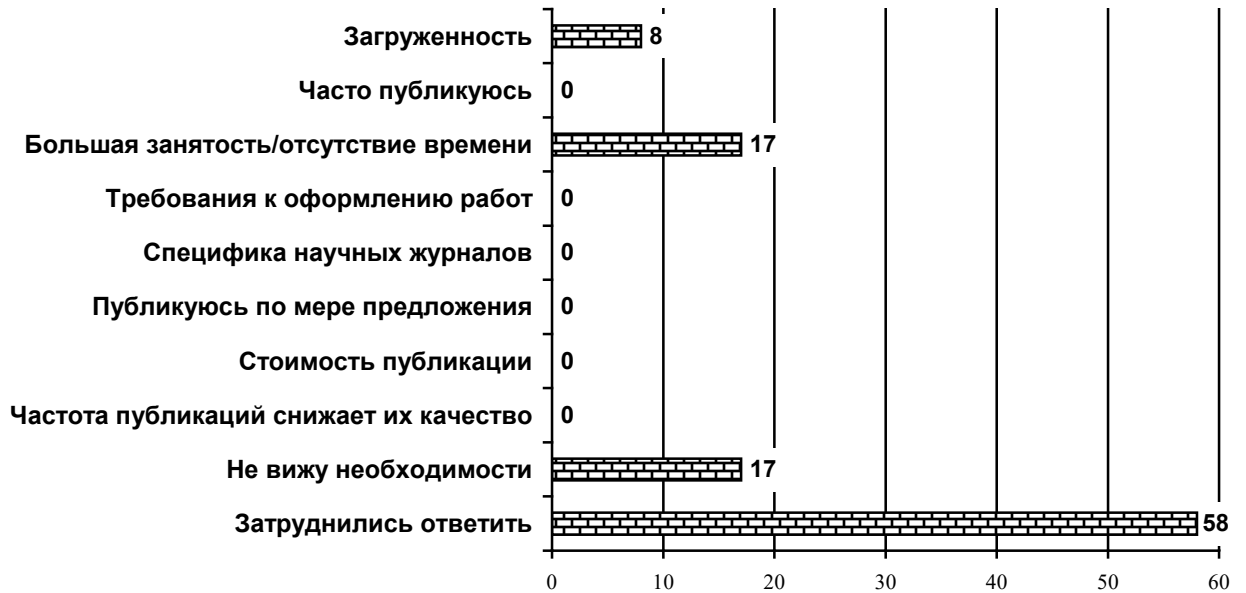 Загруженность 8
Часто публикуюсь 0
Большая занятость/отсутствие времени 17
Требования к оформлению работ 0
Специфика научных журналов 0
Публикуюсь по мере предложения 0
Стоимость публикации 0
Частота публикаций снижает их качество 0
Не вижу необходимости 17
Затруднились ответить 58
0 10 20 30 40 50 60